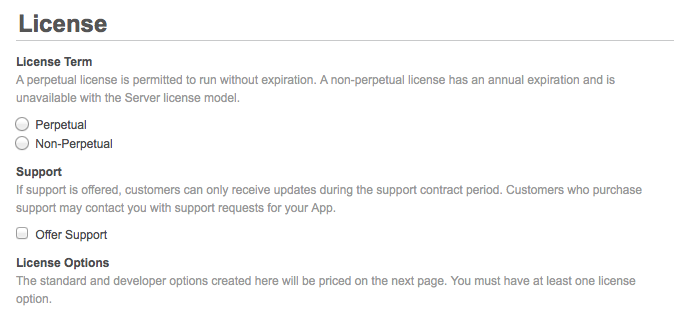 License
License Term
A perpetual license is permitted to run without expiration. A non-perpetual license has an annual expiration and is
unavailable with the Server license model.
Perpetual
Non-Perpetual
Support
If support is offered, customers can only receive updates during the support contract period. Customers who purchase
support may contact you with support requests for your App.
Offer Support
License Options
The standard and developer options created here will be priced on the next page. You must have at least one license
option.